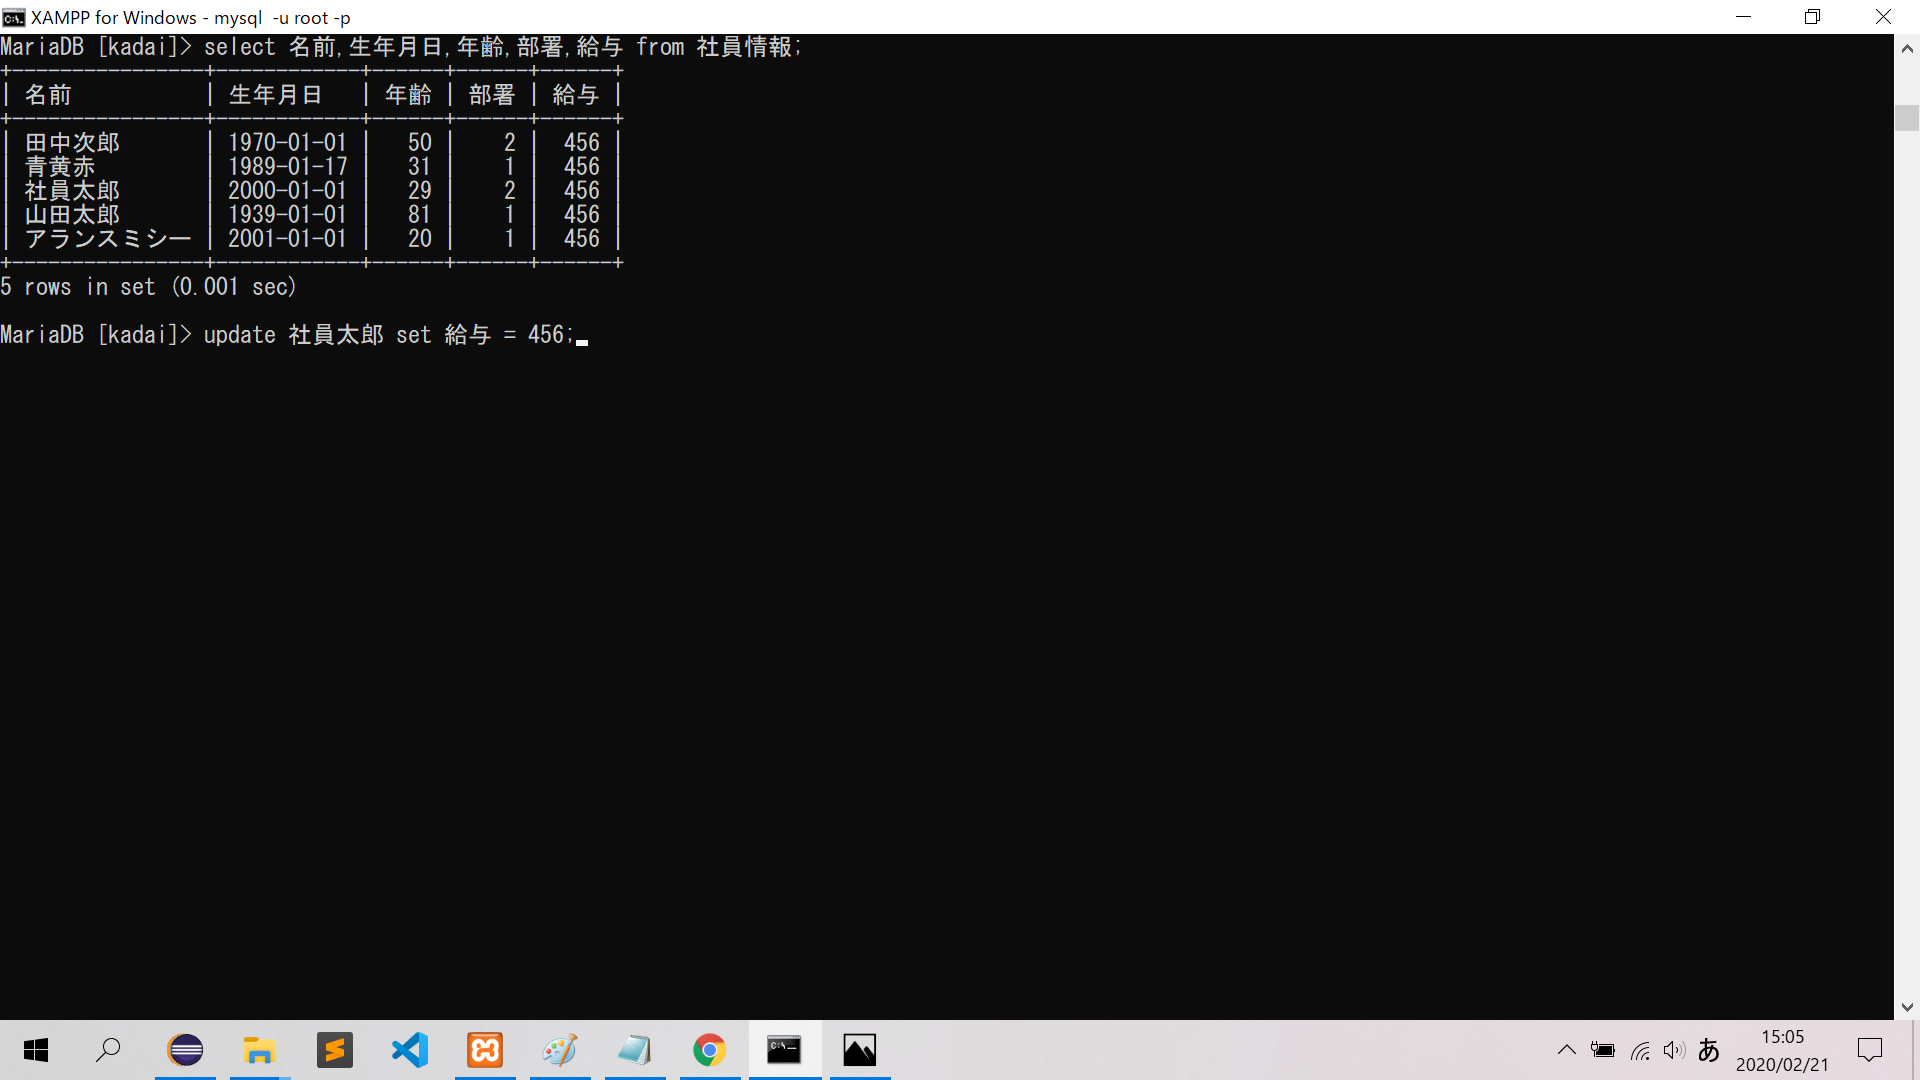 XAMPP for Windows - mysql  -u root -p
MariaDB [kadai]> select 名前,生年月日,年齢,部署,給与 from 社員情報;
+----------------+------------+------+------+------+
| 名前           | 生年月日   | 年齢 | 部署 | 給与 |
+----------------+------------+------+------+------+
| 田中次郎       | 1970-01-01 |   50 |    2 |  456 |
| 青黄赤         | 1989-01-17 |   31 |    1 |  456 |
| 社員太郎       | 2000-01-01 |   29 |    2 |  456 |
| 山田太郎       | 1939-01-01 |   81 |    1 |  456 |
| アランスミシー | 2001-01-01 |   20 |    1 |  456 |
+----------------+------------+------+------+------+
5 rows in set (0.001 sec)
MariaDB [kadai]> update 社員太郎 set 給与 = 456;
あ
15:05
2020/02/21